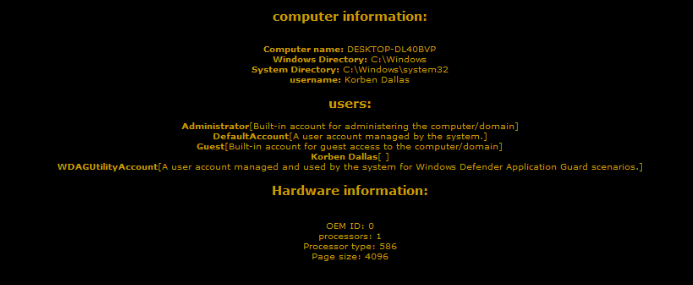 computer information:
Computer name: DESKTOP-DL40BVP
Windows Directory: C:\Windows
System Directory: C:\Windows\system32
username: Korben Dallas
users:
Administrator[Built-in account for administering the computer/domain]
DefaultAccount[A user account managed by the system.]
Guest[Built-in account for guest access to the computer/domain]
Korben Dallas[ ]
WDAGUtilityAccount[A user account managed and used by the system for Windows Defender Application Guard scenarios.]
Hardware information:
OEM ID: 0
processors: 1
Processor type: 586
Page size: 4096